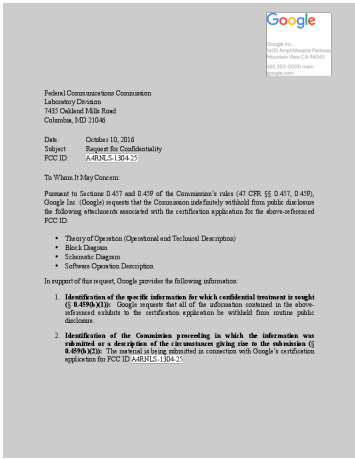 Google
Google Inc.
1600 Amphitheatre Parkway
Mountain View CA 94043
650 253-0000 main
google.com
Federal Communications Commission
Laboratory Division
7435 Oakland Mills Road
Columbia, MD 21046
Date: October 10, 2016
Subject: Request for Confidentiality
FCC ID: A4RNLS-1304-25
To Whom It May Concern:
Pursuant to Sections 0.457 and 0.459 of the Commission's rules (47 CFR §§ 0.457, 0.459),
Google Inc. (Google) requests that the Commission indefinitely withhold from public disclosure
the following attachments associated with the certification application for the above-referenced
FCC ID:
• Theory of Operation (Operational and Technical Description)
• Block Diagram
• Schematic Diagram
• Software Operation Description
In support of this request, Google provides the following information:
1. Identification of the specific information for which confidential treatment is sought
(§ 0.459(b)(1)): Google requests that all of the information contained in the above-
referenced exhibits to the certification application be withheld from routine public
disclosure.
2. Identification of the Commission proceeding in which the information was
submitted or a description of the circumstances giving rise to the submission (§
0.459(b)(2)): The material is being submitted in connection with Google's certification
application for FCC ID A4RNLS-1304-25.